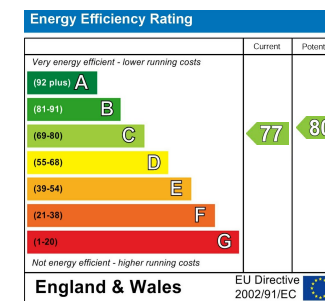 Energy Efficiency Rating
Current
Very energy efficient - lower running costs
(92 plus) A
(81-91) B
(69-80) C
77
80
(55-68) D
(39-54) E
(21-38) F
(1-20) G
Not energy efficient - higher running costs
England & Wales
EU Directive
2002/91/EC